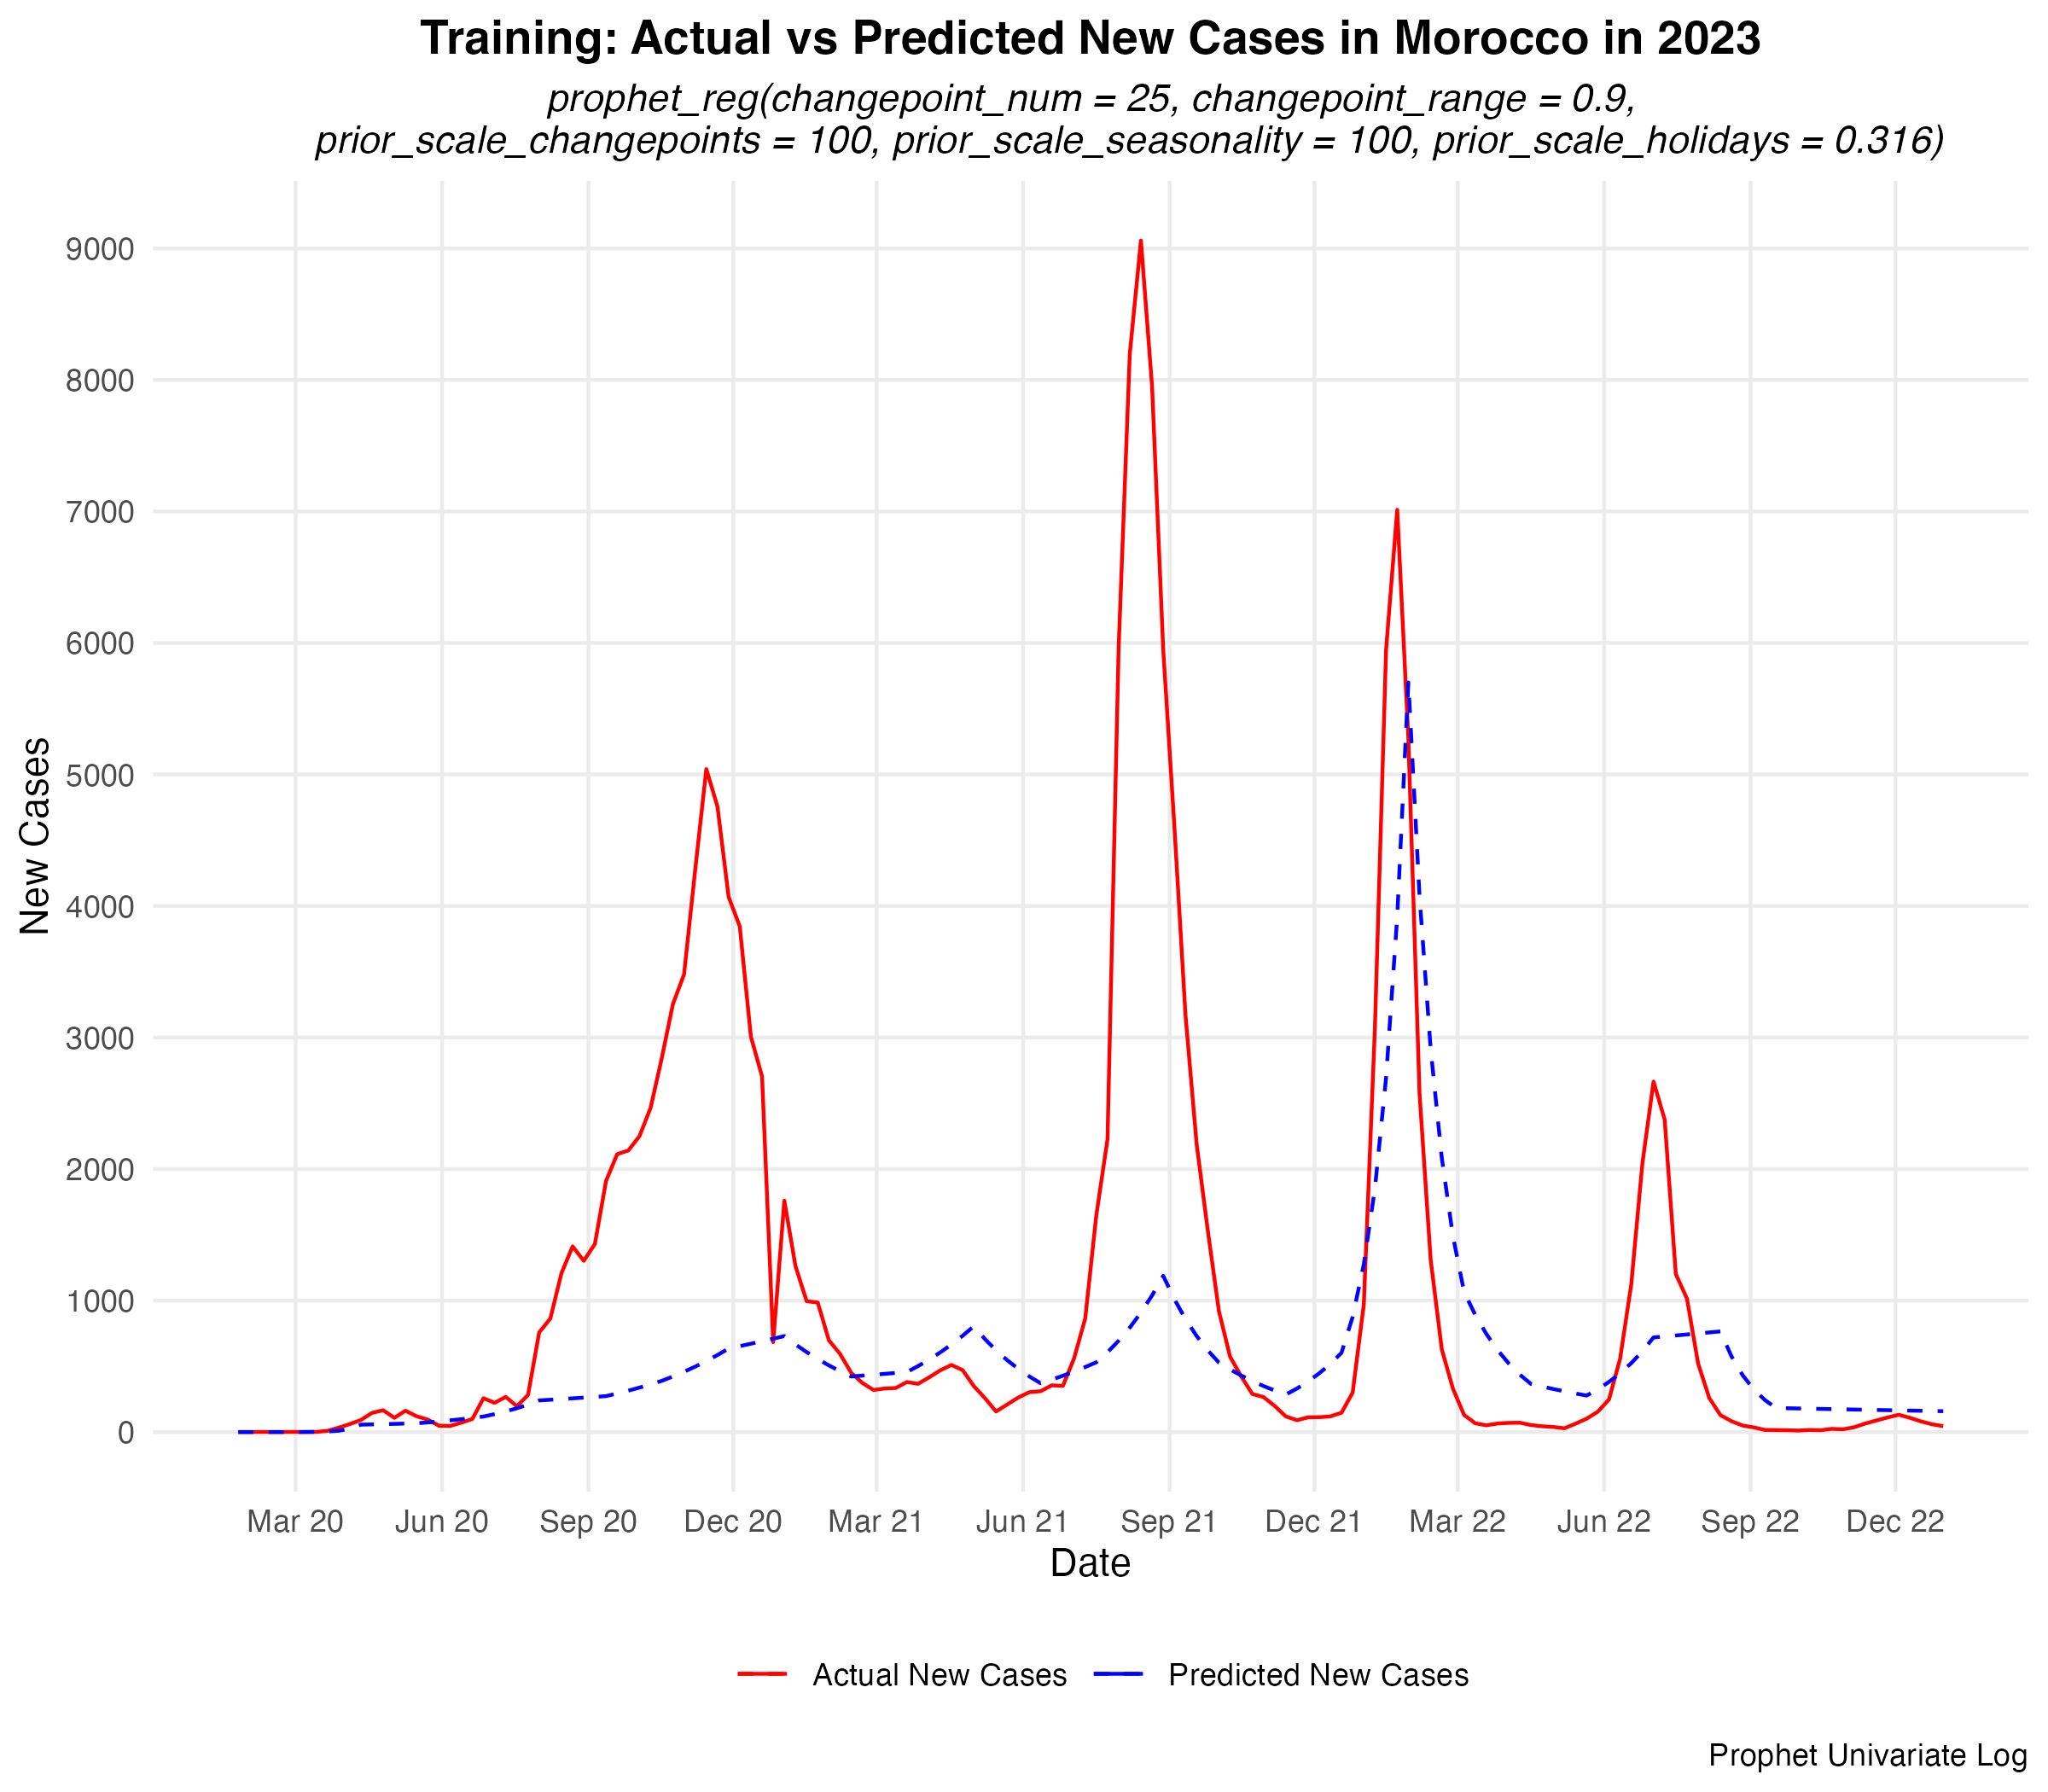 Training: Actual vs Predicted New Cases in Morocco in 2023
prophet_reg(changepoint_num = 25, changepoint_range = 0.9,
prior_scale_changepoints = 100, prior_scale_seasonality = 100, prior_scale_holidays = 0.316)
New Cases
9000
8000
7000
6000
5000
4000
3000
2000
1000
0
Mar 20 Jun 20 Sep 20 Dec 20 Mar 21 Jun 21 Sep 21 Dec 21 Mar 22 Jun 22 Sep 22 Dec 22
Date
Actual New Cases Predicted New Cases
Prophet Univariate Log